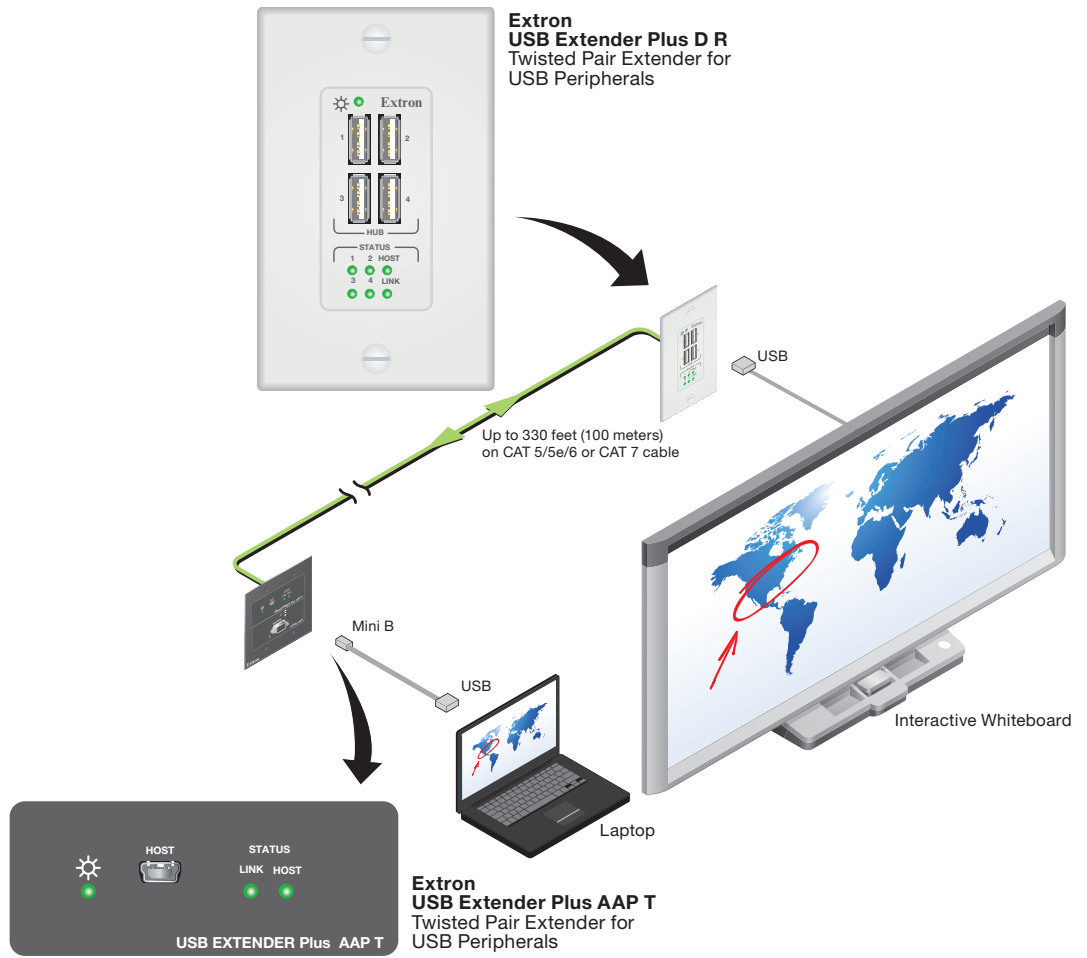 Extron
USB Extender Plus D R
Twisted Pair Extender for
USB Peripherals
Extron
1
2
3
4
HUB
STATUS
1 2 HOST
3 4 LINK
USB
Up to 330 feet (100 meters)
on CAT 5/5e/6 or CAT 7 cable
Mini B
USB
Interactive Whiteboard
Laptop
HOST
STATUS
LINK HOST
USB EXTENDER Plus AAP T
Extron
USB Extender Plus AAP T
Twisted Pair Extender for
USB Peripherals